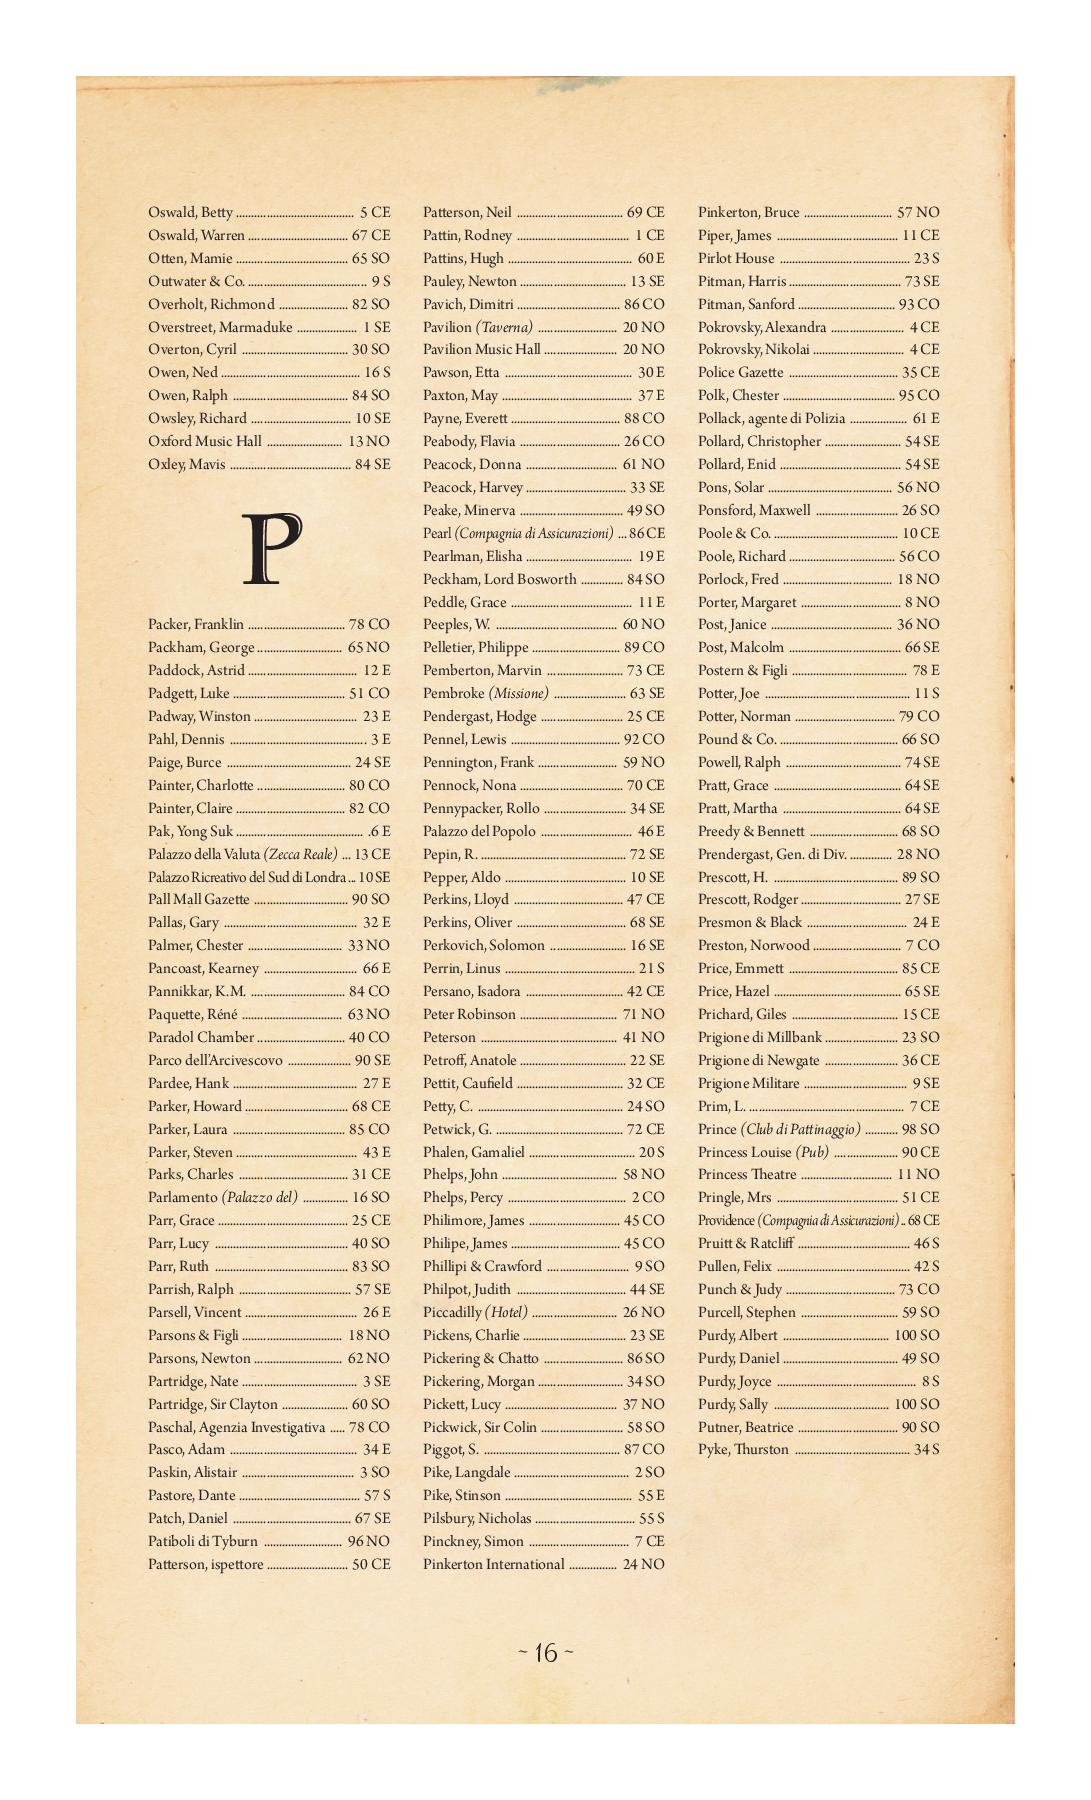 Oswald, Betty .................................. 5 CE
Oswald, Warren ............................. 67 CE
Otten, Mamie ................................ 65 SO
Outwater & Co. .................................. 9 S
Overholt, Richmond .................... 82 SO
Overstreet, Marmaduke ................. 1 SE
Overton, Cyril .............................. 30 SO
Owen, Ned ........................................ 16 S
Owen, Ralph ................................. 84 SO
Owsley, Richard ............................. 10 SE
Oxford Music Hall ...................... 13 NO
Oxley, Mavis ................................... 84 SE
P
Packer, Franklin ............................ 78 CO
Packham, George ........................ 65 NO
Paddock, Astrid ................................ 12 E
Padgett, Luke ................................ 51 CO
Padway, Winston .............................. 23 E
Pahl, Dennis ....................................... 3 E
Paige, Burce .................................... 24 SE
Painter, Charlotte ......................... 80 CO
Painter, Claire ................................ 82 CO
Pak, Yong Suk .................................... .6 E
Palazzo della Valuta (Zecca Reale) ... 13 CE
Palazzo Ricreativo del Sud di Londra ... 10 SE
Pall Mall Gazette ........................... 90 SO
Pallas, Gary ........................................ 32 E
Palmer, Chester ............................ 33 NO
Pancoast, Kearney ........................... 66 E
Pannikkar, K.M. ........................... 84 CO
Paquette, Réné .............................. 63 NO
Paradol Chamber .......................... 40 CO
Parco dell'Arcivescovo .................. 90 SE
Pardee, Hank .................................... 27 E
Parker, Howard .............................. 68 CE
Parker, Laura ................................. 85 CO
Parker, Steven ................................... 43 E
Parks, Charles ................................ 31 CE
Parlamento (Palazzo del) ............. 16 SO
Parr, Grace ..................................... 25 CE
Parr, Lucy ...................................... 40 SO
Parr, Ruth ....................................... 83 SO
Parrish, Ralph ................................. 57 SE
Parsell, Vincent ................................. 26 E
Parsons & Figli ............................. 18 NO
Parsons, Newton ......................... 62 NO
Partridge, Nate ................................. 3 SE
Partridge, Sir Clayton .................... 60 SO
Paschal, Agenzia Investigativa ..... 78 CO
Pasco, Adam ..................................... 34 E
Paskin, Alistair ................................ 3 SO
Pastore, Dante ................................... 57 S
Patch, Daniel ................................... 67 SE
Patiboli di Tyburn ....................... 96 NO
Patterson, ispettore ....................... 50 CE
Patterson, Neil .............................. 69 CE
Pattin, Rodney ................................ 1 CE
Pattins, Hugh .................................... 60 E
Pauley, Newton .............................. 13 SE
Pavich, Dimitri ............................. 86 CO
Pavilion (Taverna) ...................... 20 NO
Pavilion Music Hall ..................... 20 NO
Pawson, Etta ..................................... 30 E
Paxton, May ...................................... 37 E
Payne, Everett ............................... 88 CO
Peabody, Flavia ............................. 26 CO
Peacock, Donna .......................... 61 NO
Peacock, Harvey ............................. 33 SE
Peake, Minerva ............................... 49 SO
Pearl (Compagnia di Assicurazioni) ... 86 CE
Pearlman, Elisha ............................... 19 E
Peckham, Lord Bosworth ............ 84 SO
Peddle, Grace ................................... 11 E
Peeples, W. ................................... 60 NO
Pelletier, Philippe ......................... 89 CO
Pemberton, Marvin ...................... 73 CE
Pembroke (Missione) .................... 63 SE
Pendergast, Hodge ....................... 25 CE
Pennel, Lewis ................................ 92 CO
Pennington, Frank ....................... 59 NO
Pennock, Nona .............................. 70 CE
Pennypacker, Rollo ....................... 34 SE
Palazzo del Popolo .......................... 46 E
Pepin, R. ......................................... 72 SE
Pepper, Aldo .................................... 10 SE
Perkins, Lloyd ................................ 47 CE
Perkins, Oliver ............................... 68 SE
Perkovich, Solomon ..................... 16 SE
Perrin, Linus ...................................... 21 S
Persano, Isadora ............................ 42 CE
Peter Robinson ............................. 71 NO
Peterson ....................................... 41 NO
Petroff, Anatole ............................... 22 SE
Pettit, Caufield ............................... 32 CE
Petty, C. .......................................... 24 SO
Petwick, G. ..................................... 72 CE
Phalen, Gamaliel ............................... 20 S
Phelps, John .................................. 58 NO
Phelps, Percy ................................... 2 CO
Philimore, James ........................... 45 CO
Philipe, James ................................ 45 CO
Phillipi & Crawford ........................ 9 SO
Philpot, Judith ................................ 44 SE
Piccadilly (Hotel) ......................... 26 NO
Pickens, Charlie .............................. 23 SE
Pickering & Chatto ....................... 86 SO
Pickering, Morgan ........................ 34 SO
Pickett, Lucy ................................. 37 NO
Pickwick, Sir Colin ........................ 58 SO
Piggot, S. ........................................ 87 CO
Pike, Langdale .................................. 2 SO
Pike, Stinson ..................................... 55 E
Pilsbury, Nicholas ............................. 55 S
Pinckney, Simon ............................. 7 CE
Pinkerton International .............. 24 NO
Pinkerton, Bruce ......................... 57 NO
Piper, James ................................... 11 CE
Pirlot House ...................................... 23 S
Pitman, Harris ................................ 73 SE
Pitman, Sanford ............................ 93 CO
Pokrovsky, Alexandra ..................... 4 CE
Pokrovsky, Nikolai .......................... 4 CE
Police Gazette ................................ 35 CE
Polk, Chester ................................. 95 CO
Pollack, agente di Polizia ................ 61 E
Pollard, Christopher ...................... 54 SE
Pollard, Enid .................................. 54 SE
Pons, Solar ................................... 56 NO
Ponsford, Maxwell ....................... 26 SO
Poole & Co. .................................... 10 CE
Poole, Richard ............................... 56 CO
Porlock, Fred ............................... 18 NO
Porter, Margaret ............................ 8 NO
Post, Janice ................................... 36 NO
Post, Malcolm ................................ 66 SE
Postern & Figli ................................. 78 E
Potter, Joe .......................................... 11 S
Potter, Norman ............................. 79 CO
Pound & Co. .................................. 66 SO
Powell, Ralph ................................. 74 SE
Pratt, Grace .................................... 64 SE
Pratt, Martha ................................. 64 SE
Preedy & Bennett ......................... 68 SO
Prendergast, Gen. di Div. ............ 28 NO
Prescott, H. .................................... 89 SO
Prescott, Rodger ............................. 27 SE
Presmon & Black .............................. 24 E
Preston, Norwood ......................... 7 CO
Price, Emmett ............................... 85 CE
Price, Hazel .................................... 65 SE
Prichard, Giles ............................... 15 CE
Prigione di Millbank ..................... 23 SO
Prigione di Newgate ...................... 36 CE
Prigione Militare ............................. 9 SE
Prim, L. ............................................. 7 CE
Prince (Club di Pattinaggio) ......... 98 SO
Princess Louise (Pub) .................. 90 CE
Princess Theatre .......................... 11 NO
Pringle, Mrs ................................... 51 CE
Providence (Compagnia di Assicurazioni) .. 68 CE
Pruitt & Ratcliff ................................ 46 S
Pullen, Felix ...................................... 42 S
Punch & Judy ................................ 73 CO
Purcell, Stephen ............................ 59 SO
Purdy, Albert ............................... 100 SO
Purdy, Daniel ................................. 49 SO
Purdy, Joyce ....................................... 8 S
Purdy, Sally ................................. 100 SO
Putner, Beatrice ............................. 90 SO
Pyke, Thurston ................................. 34 S
~ 16 ~